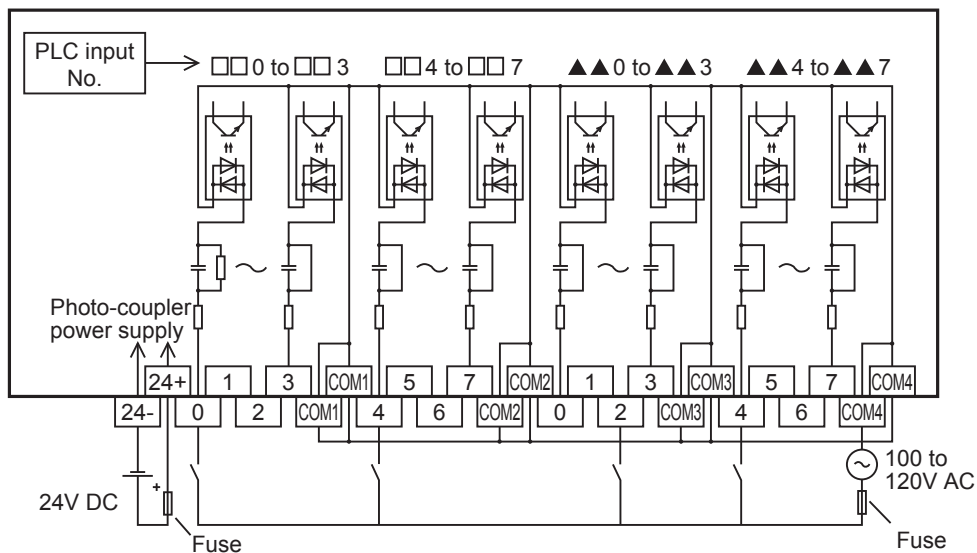 PLC input
No.
□□ 0 to □□ 3
□□ 4 to □□ 7
▲▲ 0 to ▲▲ 3
▲▲ 4 to ▲▲ 7
Photo-coupler
power supply
24+ 1 3 COM1 5 7 COM2 1 3 COM3 5 7 COM4
24- 0 2 COM1 4 6 COM2 0 2 COM3 4 6 COM4
24V DC
+
Fuse
100 to
120V AC
Fuse